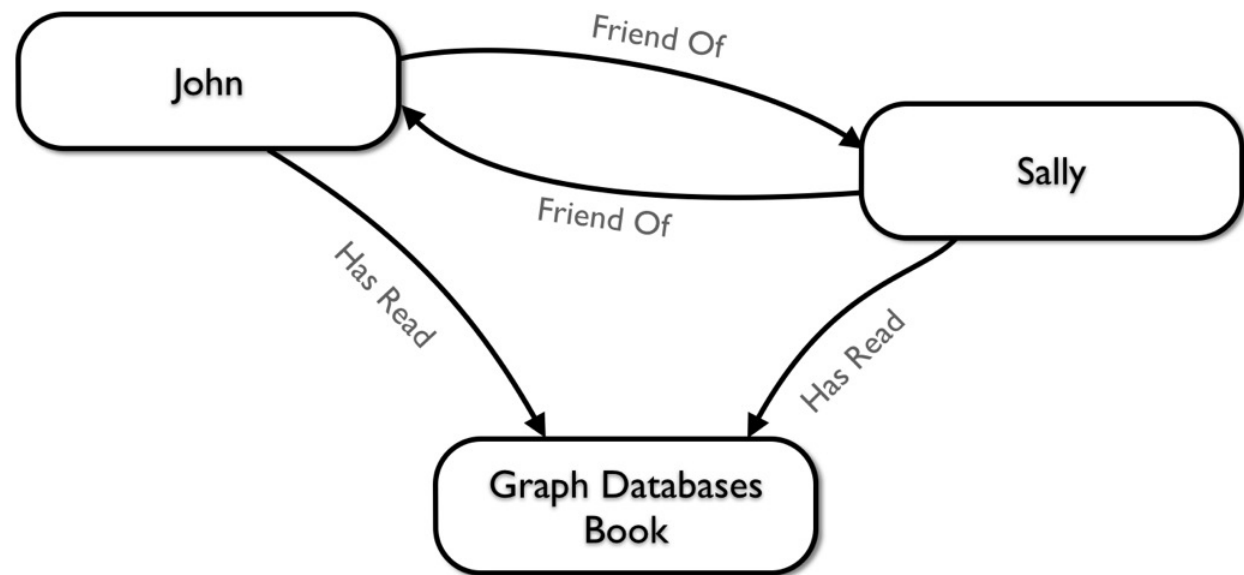 Friend Of
John
Sally
Friend Of
Has Read
Has Read
Graph Databases
Book